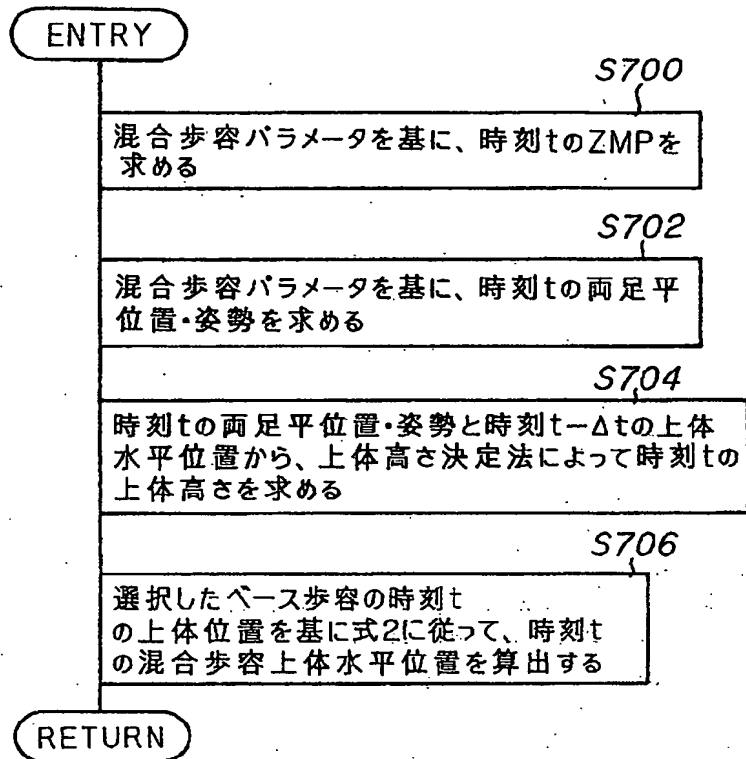 ENTRY
S700
混合歩容パラメータを基に、時刻tのZMPを
求める
S702
混合歩容パラメータを基に、時刻tの両足平
位置・姿勢を求める
S704
時刻tの両足平位置・姿勢と時刻t-Δtの上体
水平位置から、上体高さ決定法によって時刻tの
上体高さを求める
S706
選択したベース歩容の時刻t
の上体位置を基に式2に従って、時刻t
の混合歩容上体水平位置を算出する
RETURN